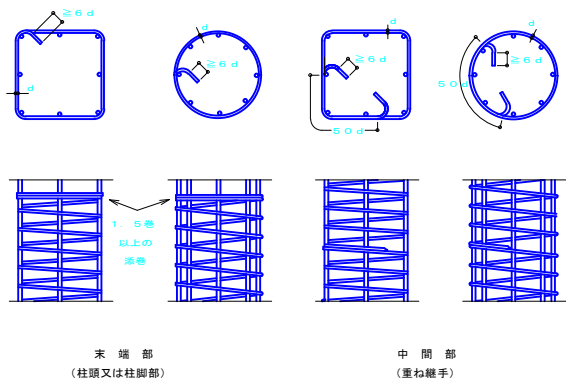 ≧6d
d
d
≧6d
d
≧6d
50d
d
≧6d
50d
1．5巻
以上の
添巻
末 端 部
（柱頭又は柱脚部）
中 間 部
（重ね継手）